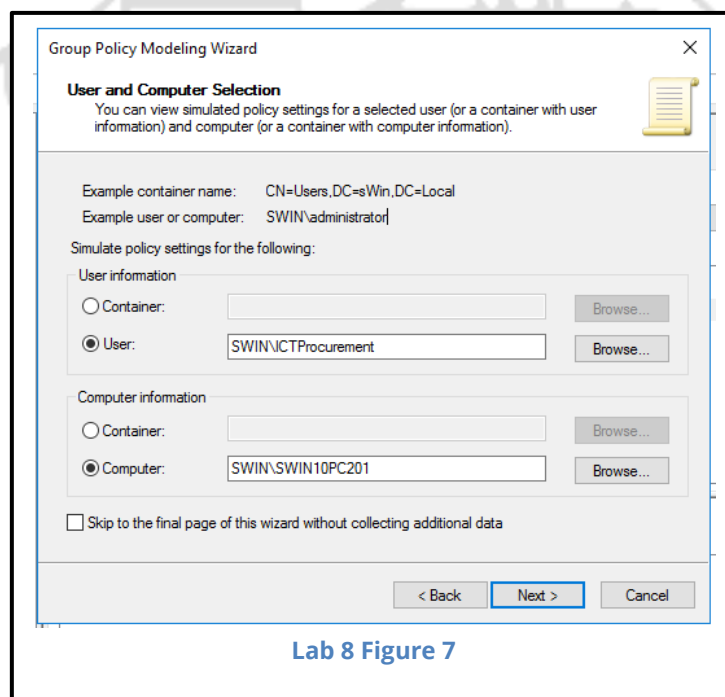 Group Policy Modeling Wizard
User and Computer Selection
You can view simulated policy settings for a selected user (or a container with user
information) and computer (or a container with computer information).
Example container name: CN=Users,DC=sWin,DC=Local
Example user or computer: SWIN\administrator
Simulate policy settings for the following:
User information
Container:
Browse...
User: SWIN\ICTProcurement Browse...
Computer information
Container:
Browse...
Computer: SWIN\SWIN10PC201 Browse...
Skip to the final page of this wizard without collecting additional data
< Back Next > Cancel
Lab 8 Figure 7